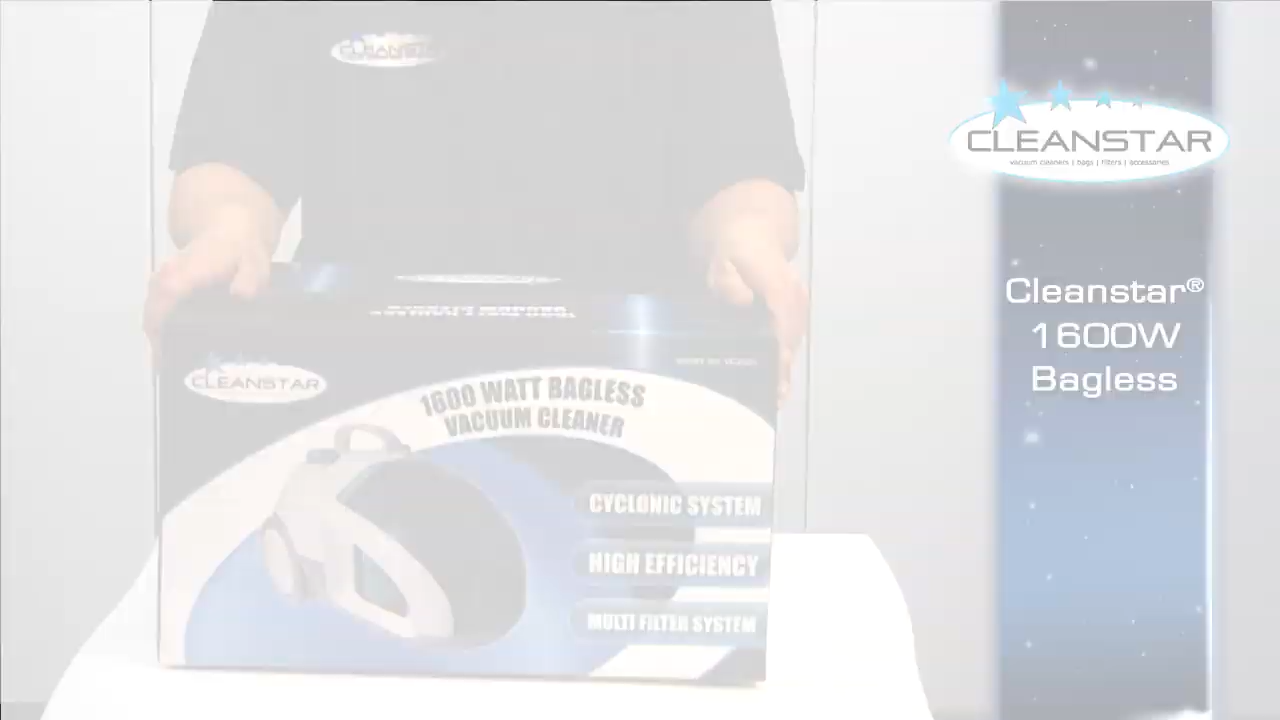 CLEANSTAR
CLEANSTAR
vacuum cleaners | bags | filters | accessories
Cleanstar®
1600W
Bagless
CLEANSTAR
1600 WATT BAGLESS
VACUUM CLEANER
CYCLONIC SYSTEM
HIGH EFFICIENCY
MULTI FILTER SYSTEM